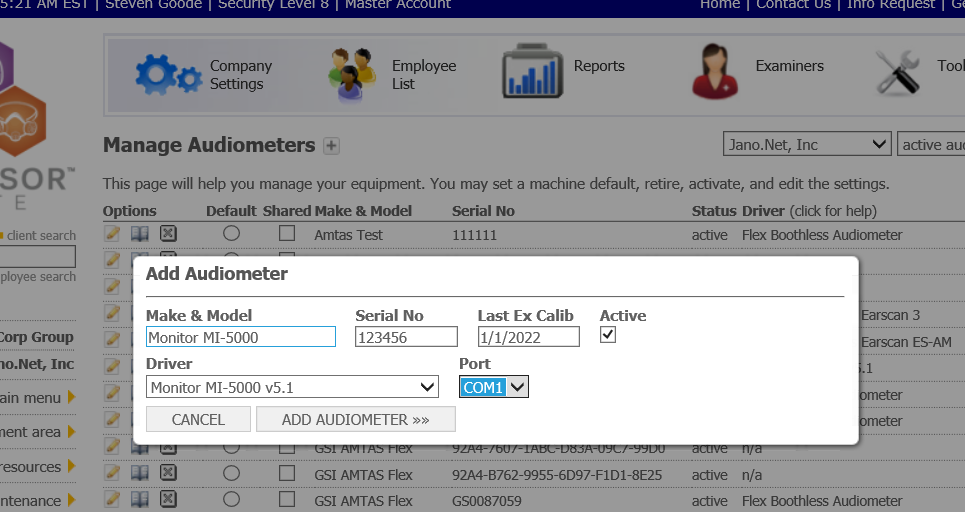 5:21 AM EST | Steven Goode | Security Level 8 | Master Account
Home | Contact Us | Info Request | Ge
Company Settings
Employee List
Reports
Examiners
Tool
SOR™
TE
client search
ployee search
Corp Group
no.Net, Inc
ain menu
ment area
resources
ntenance
Manage Audiometers +
Jano.Net, Inc
active aud
This page will help you manage your equipment. You may set a machine default, retire, activate, and edit the settings.
Options Default Shared Make & Model Serial No Status Driver (click for help)
Amtas Test 111111 active Flex Boothless Audiometer
Add Audiometer
Make & Model Serial No Last Ex Calib Active
Monitor MI-5000 123456 1/1/2022
Driver Port
Monitor MI-5000 v5.1 COM1
CANCEL ADD AUDIOMETER »»
Earscan 3
Earscan ES-AM
5.1
ometer
ometer
GSI AMTAS Flex 92A4-7607-1ABC-D83A-09C7-99D0 active n/a
GSI AMTAS Flex 92A4-B762-9955-6D97-F1D1-8E25 active n/a
GSI AMTAS Flex GS0087059 active Flex Boothless Audiometer